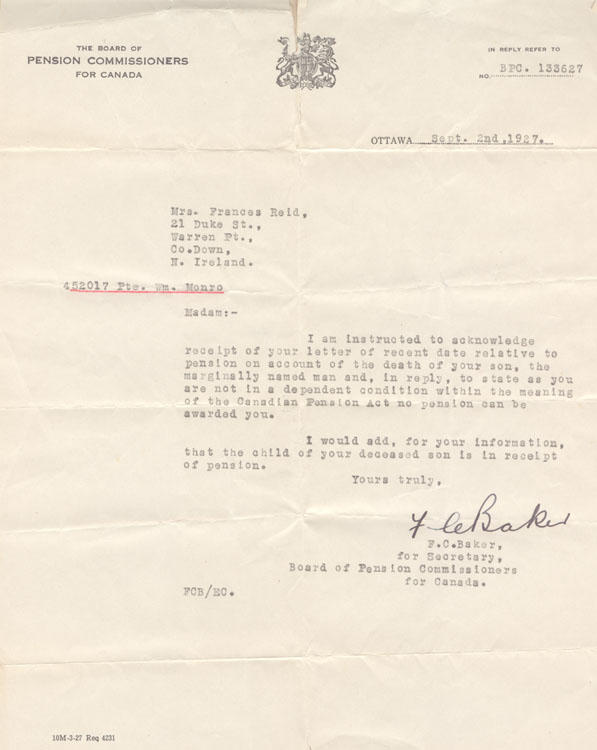 THE BOARD OF
PENSION COMMISSIONERS
FOR CANADA
IN REPLY REFER TO
NO. BPC. 133627
OTTAWA Sept. 2nd,1927.
Mrs. Frances Reid,
21 Duke St.,
Warren Pt.,
Co.Down,
N. Ireland.
452017 Pte. Wm. Monro
Madam:-
I am instructed to acknowledge
receipt of your letter of recent date relative to
pension on account of the death of your son, the
marginally named man and, in reply, to state as you
are not in a dependent condition within the meaning
of the Canadian Pension Act no pension can be
awarded you.
I would add, for your information,
that the child of your deceased son is in receipt
of pension.
Yours truly,
F C Baker
F.C.Baker,
for Secretary,
Board of Pension Commissioners
for Canada.
FCB/EC.
10M-3-27 Req 4231